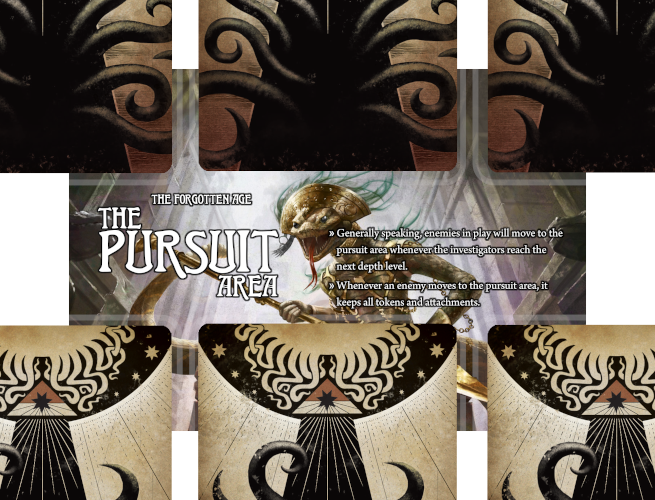 THE FORGOTTEN AGE
THE
PURSUIT
AREA
» Generally speaking, enemies in play will move to the
pursuit area whenever the investigators reach the
next depth level.
» Whenever an enemy moves to the pursuit area, it
keeps all tokens and attachments.